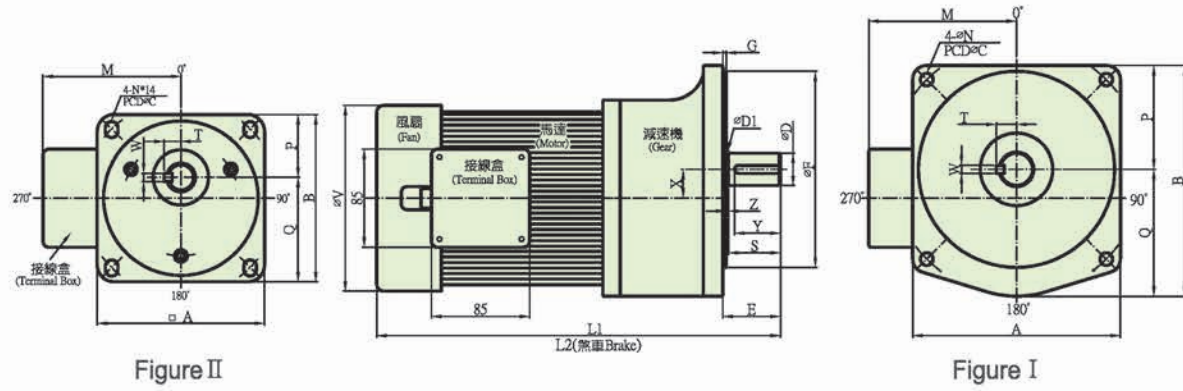 M
0°
4-N*14
PCD⌀C
W
T
P
B
Q
270°
90°
接線盒
(Terminal Box)
180°
□ A
Figure II
G
風扇
(Fan)
馬達
(Motor)
減速機
(Gear)
接線盒
(Terminal Box)
⌀V
85
⌀D1
⌀D
⌀F
X
Z
Y
S
85
E
L1
L2(煞車Brake)
M
0°
4-⌀N
PCD⌀C
T
W
P
B
Q
270°
90°
180°
A
Figure I